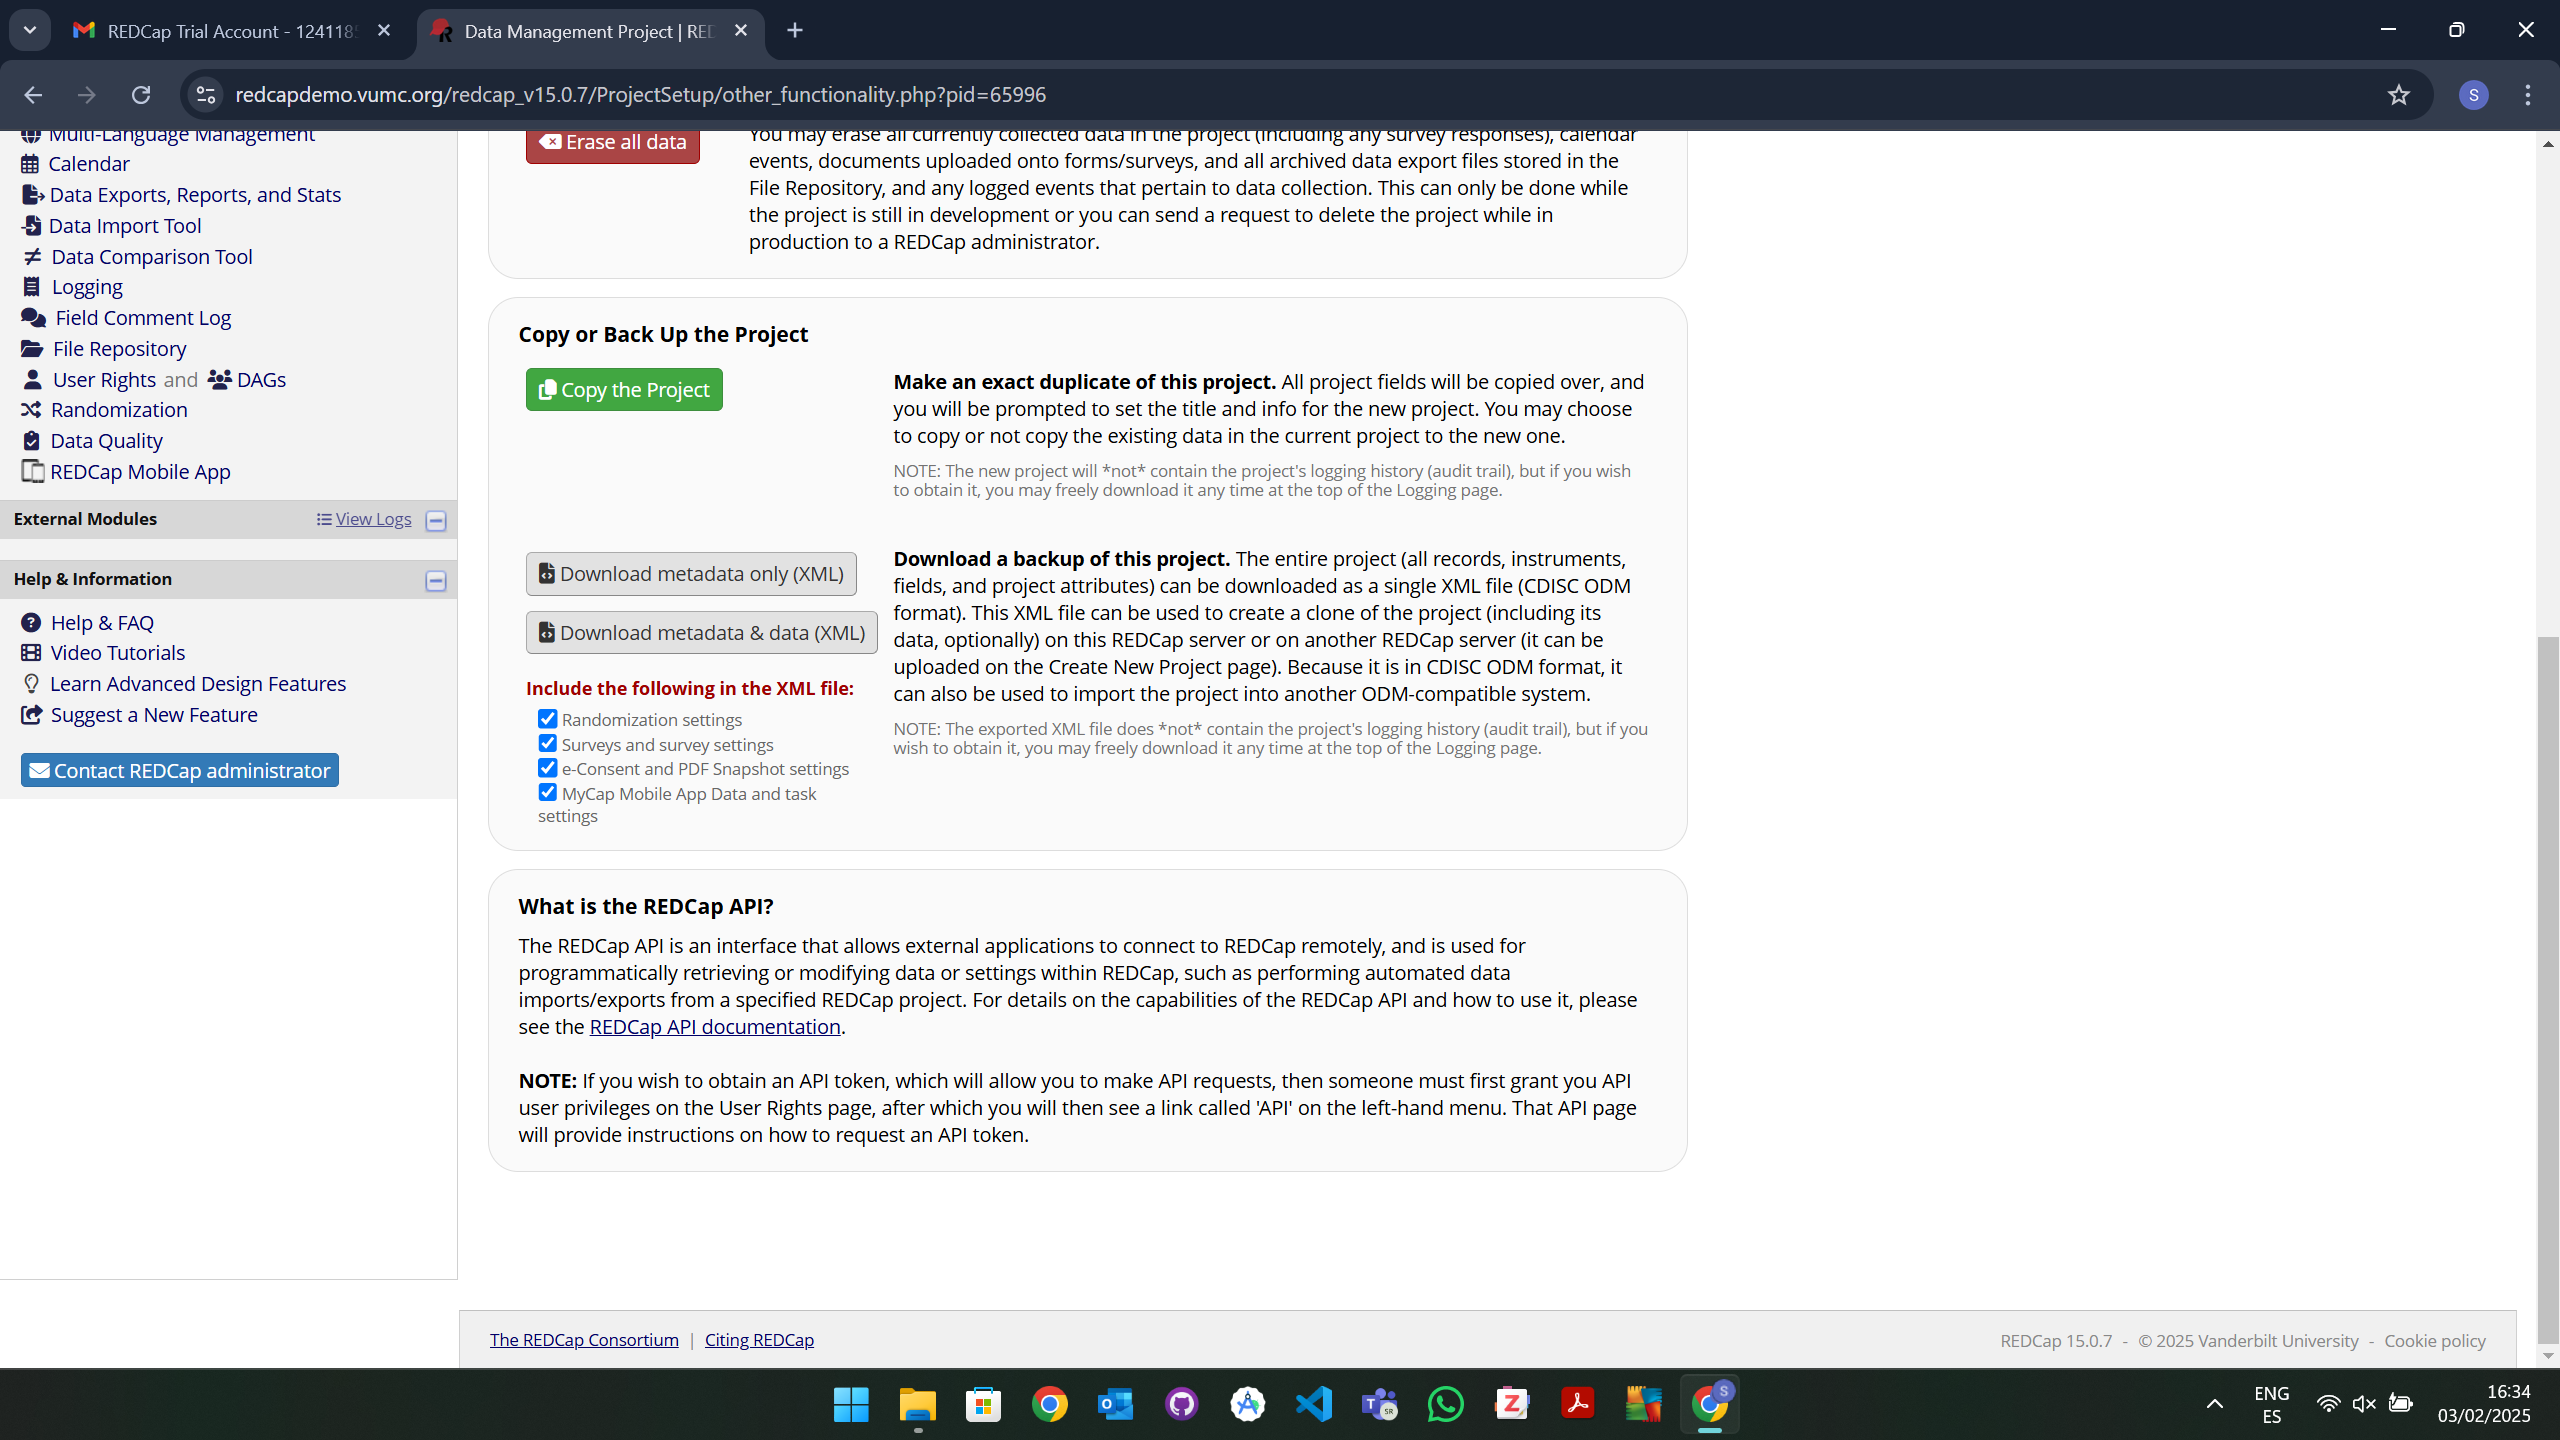 REDCap Trial Account - 124118
Data Management Project | RED
redcapdemo.vumc.org/redcap_v15.0.7/ProjectSetup/other_functionality.php?pid=65996
S
Multi-Language Management
Calendar
Data Exports, Reports, and Stats
Data Import Tool
Data Comparison Tool
Logging
Field Comment Log
File Repository
User Rights and DAGs
Randomization
Data Quality
REDCap Mobile App
External Modules
View Logs
Help & Information
Help & FAQ
Video Tutorials
Learn Advanced Design Features
Suggest a New Feature
Contact REDCap administrator
Erase all data
You may erase all currently collected data in the project (including any survey responses), calendar
events, documents uploaded onto forms/surveys, and all archived data export files stored in the
File Repository, and any logged events that pertain to data collection. This can only be done while
the project is still in development or you can send a request to delete the project while in
production to a REDCap administrator.
Copy or Back Up the Project
Copy the Project
Make an exact duplicate of this project. All project fields will be copied over, and
you will be prompted to set the title and info for the new project. You may choose
to copy or not copy the existing data in the current project to the new one.
NOTE: The new project will *not* contain the project's logging history (audit trail), but if you wish
to obtain it, you may freely download it any time at the top of the Logging page.
Download metadata only (XML)
Download metadata & data (XML)
Include the following in the XML file:
Randomization settings
Surveys and survey settings
e-Consent and PDF Snapshot settings
MyCap Mobile App Data and task
settings
Download a backup of this project. The entire project (all records, instruments,
fields, and project attributes) can be downloaded as a single XML file (CDISC ODM
format). This XML file can be used to create a clone of the project (including its
data, optionally) on this REDCap server or on another REDCap server (it can be
uploaded on the Create New Project page). Because it is in CDISC ODM format, it
can also be used to import the project into another ODM-compatible system.
NOTE: The exported XML file does *not* contain the project's logging history (audit trail), but if you
wish to obtain it, you may freely download it any time at the top of the Logging page.
What is the REDCap API?
The REDCap API is an interface that allows external applications to connect to REDCap remotely, and is used for
programmatically retrieving or modifying data or settings within REDCap, such as performing automated data
imports/exports from a specified REDCap project. For details on the capabilities of the REDCap API and how to use it, please
see the REDCap API documentation.
NOTE: If you wish to obtain an API token, which will allow you to make API requests, then someone must first grant you API
user privileges on the User Rights page, after which you will then see a link called 'API' on the left-hand menu. That API page
will provide instructions on how to request an API token.
The REDCap Consortium | Citing REDCap
REDCap 15.0.7 - © 2025 Vanderbilt University - Cookie policy
SR
S
ENG
ES
16:34
03/02/2025